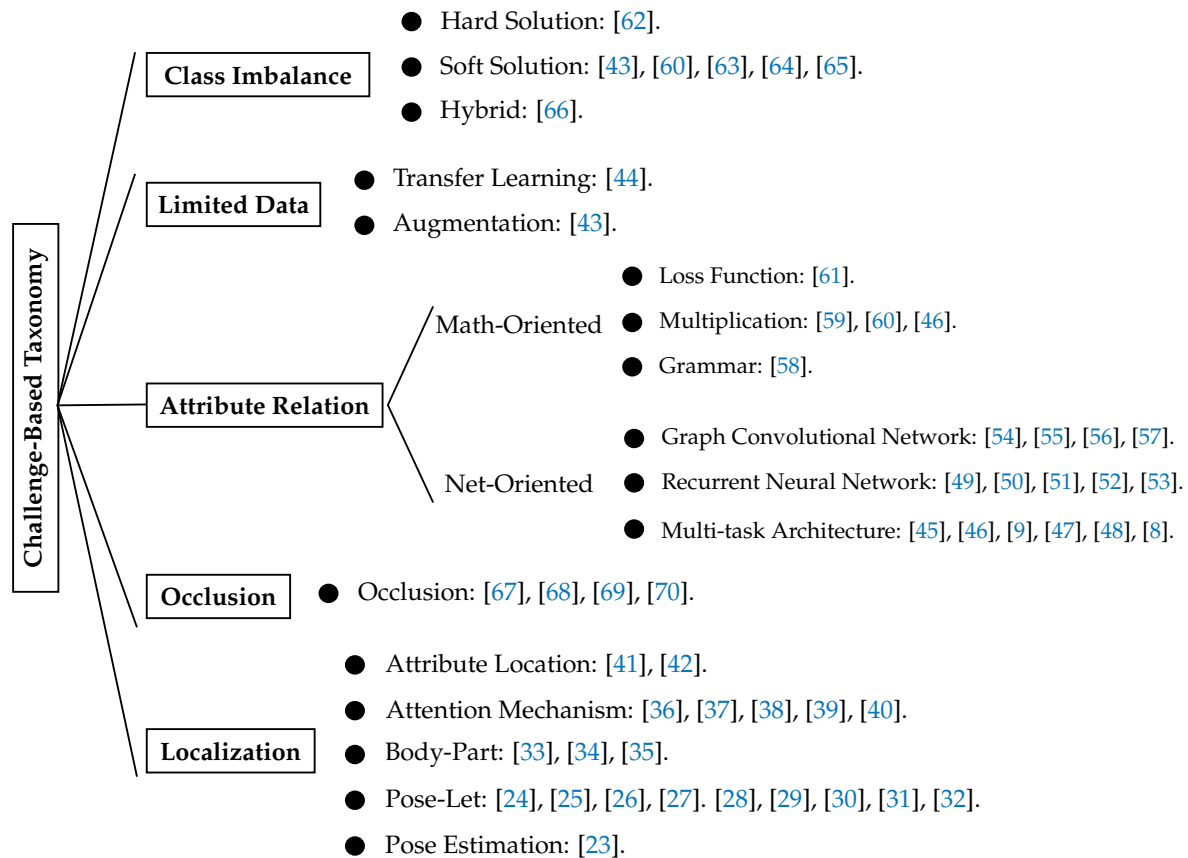 Challenge-Based Taxonomy
Class Imbalance
Hard Solution: [62].
Soft Solution: [43], [60], [63], [64], [65].
Hybrid: [66].
Limited Data
Transfer Learning: [44].
Augmentation: [43].
Attribute Relation
Math-Oriented
Loss Function: [61].
Multiplication: [59], [60], [46].
Grammar: [58].
Net-Oriented
Graph Convolutional Network: [54], [55], [56], [57].
Recurrent Neural Network: [49], [50], [51], [52], [53].
Multi-task Architecture: [45], [46], [9], [47], [48], [8].
Occlusion
Occlusion: [67], [68], [69], [70].
Localization
Attribute Location: [41], [42].
Attention Mechanism: [36], [37], [38], [39], [40].
Body-Part: [33], [34], [35].
Pose-Let: [24], [25], [26], [27]. [28], [29], [30], [31], [32].
Pose Estimation: [23].